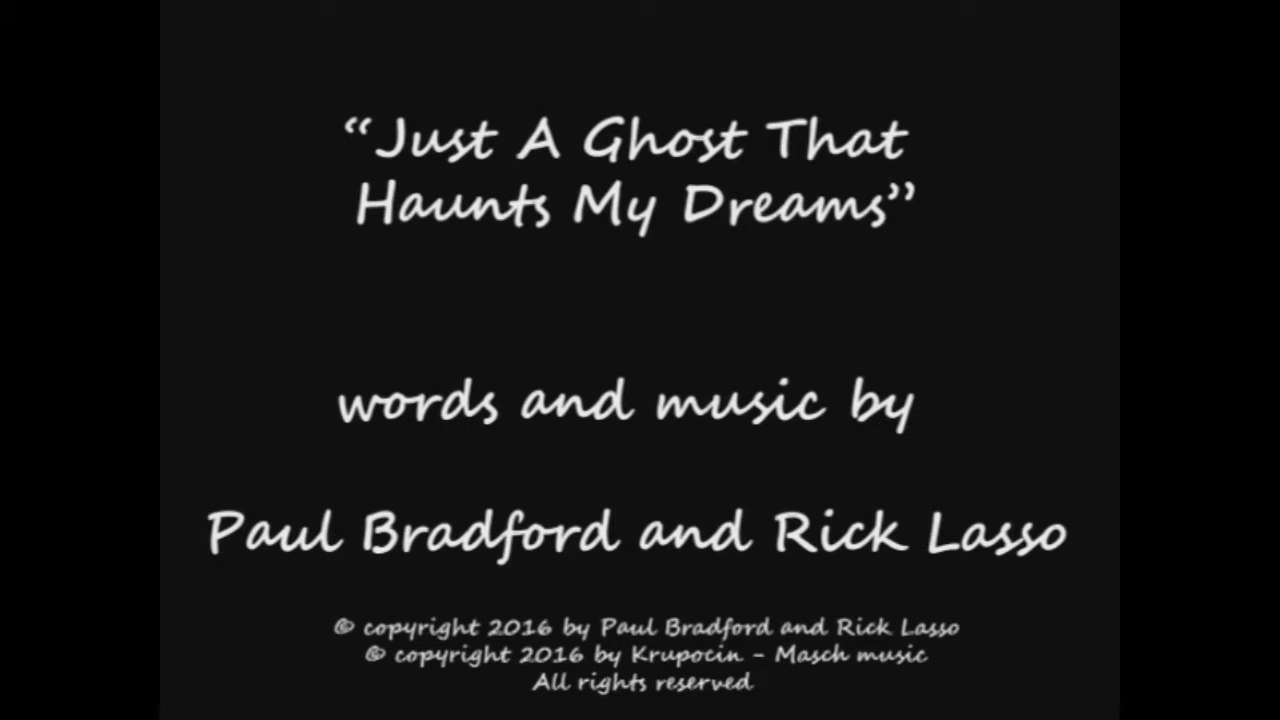 “Just A Ghost That
Haunts My Dreams”
words and music by
Paul Bradford and Rick Lasso
© copyright 2016 by Paul Bradford and Rick Lasso
© copyright 2016 by Krupocin - Masch music
All rights reserved